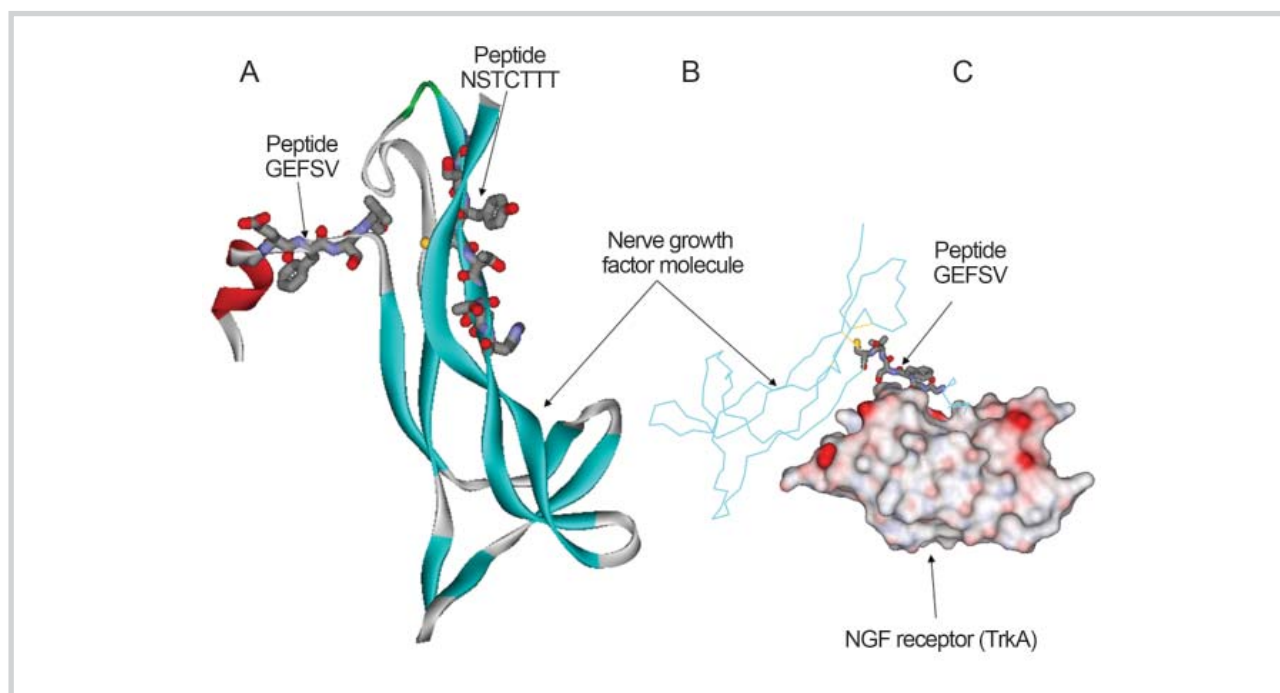 A
Peptide
NSTCTTT
B
C
Peptide
GEFSV
Nerve growth
factor molecule
Peptide
GEFSV
NGF receptor (TrkA)